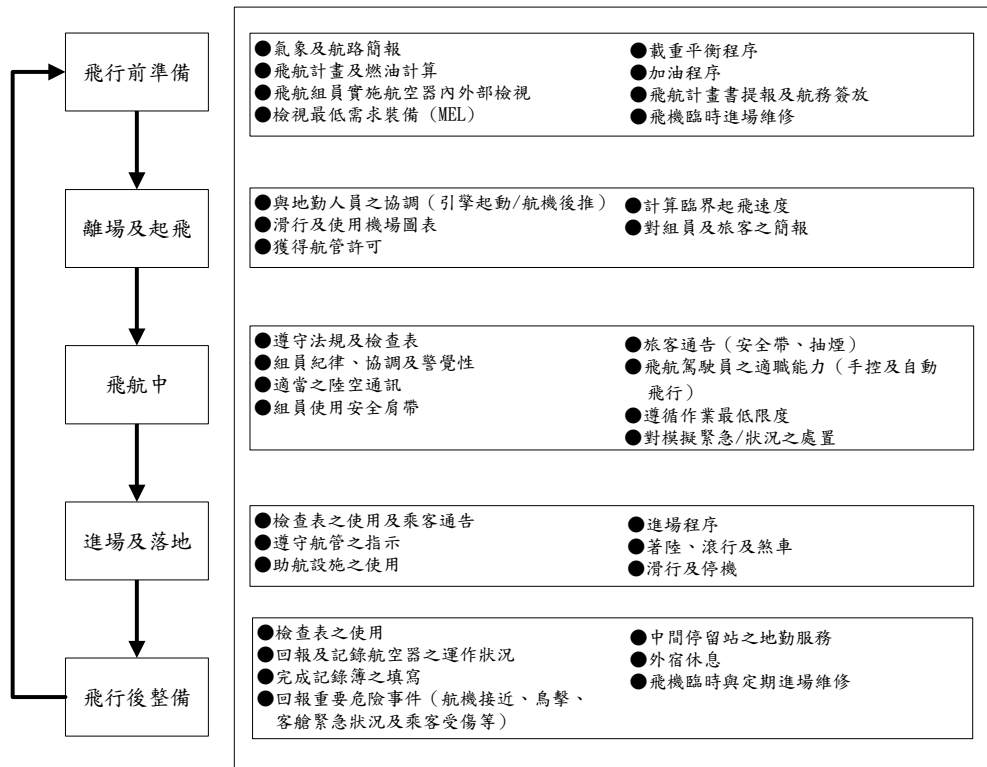 飛行前準備
●氣象及航路簡報
●飛航計畫及燃油計算
●飛航組員實施航空器內外部檢視
●檢視最低需求裝備（MEL）
●載重平衡程序
●加油程序
●飛航計畫書提報及航務簽放
●飛機臨時進場維修
離場及起飛
●與地勤人員之協調（引擎起動/航機後推）
●滑行及使用機場圖表
●獲得航管許可
●計算臨界起飛速度
●對組員及旅客之簡報
飛航中
●遵守法規及檢查表
●組員紀律、協調及警覺性
●適當之陸空通訊
●組員使用安全肩帶
●旅客通告（安全帶、抽煙）
●飛航駕駛員之適職能力（手控及自動
飛行）
●遵循作業最低限度
●對模擬緊急/狀況之處置
進場及落地
●檢查表之使用及乘客通告
●遵守航管之指示
●助航設施之使用
●進場程序
●著陸、滾行及煞車
●滑行及停機
飛行後整備
●檢查表之使用
●回報及記錄航空器之運作狀況
●完成記錄簿之填寫
●回報重要危險事件（航機接近、鳥擊、
客艙緊急狀況及乘客受傷等）
●中間停留站之地勤服務
●外宿休息
●飛機臨時與定期進場維修